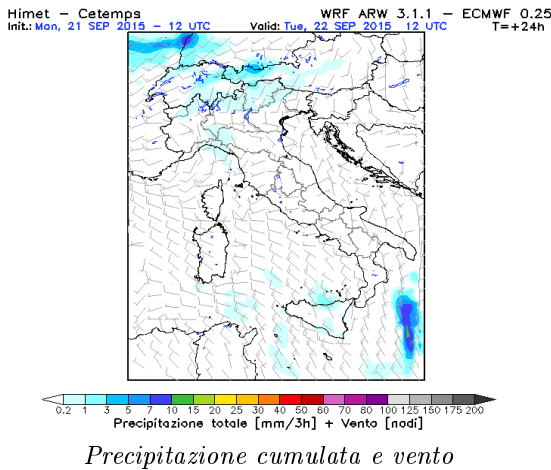 Himet – Cetemps WRF ARW 3.1.1 – ECMWF 0.25
Init.: Mon, 21 SEP 2015 – 12 UTC Valid: Tue, 22 SEP 2015 12 UTC T=+24h
0.2 1 3 5 7 10 15 20 25 30 40 50 60 70 80 100 125 150 175 200
Precipitazione totale [mm/3h] + Vento [nodi]
Precipitazione cumulata e vento